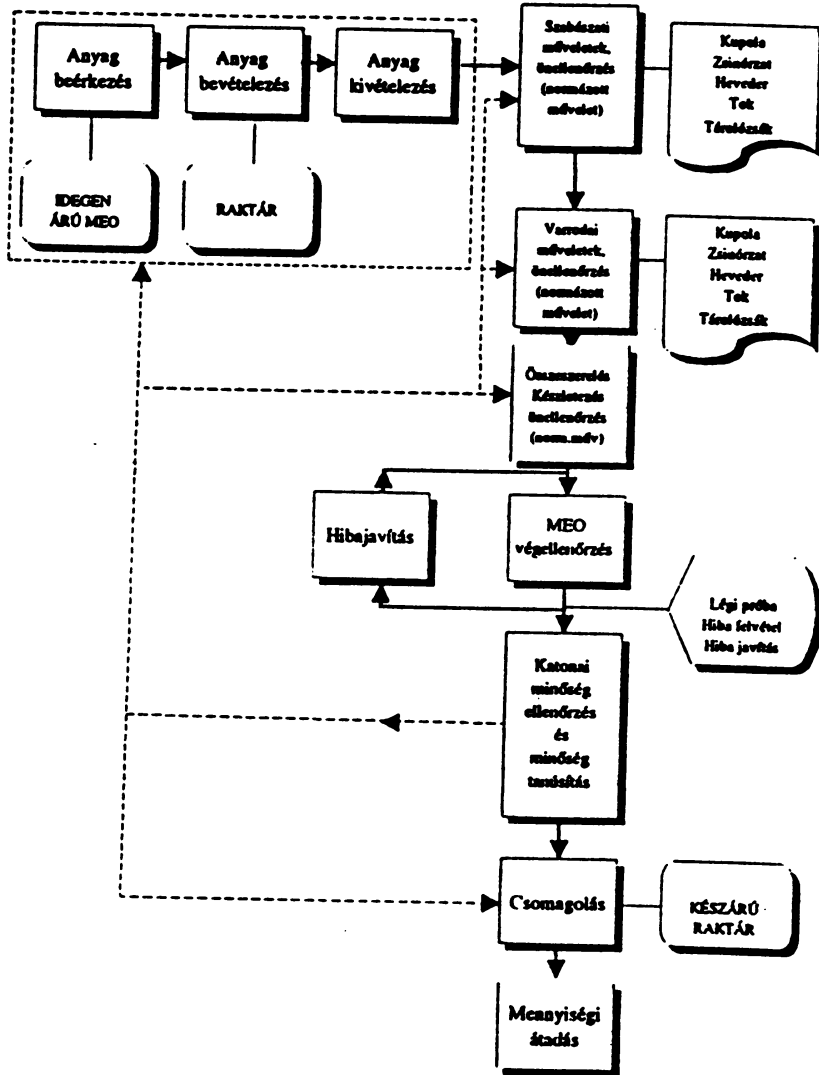 Anyag
beérkezés
Anyag
bevételezés
Anyag
kivételezés
IDEGEN
ÁRÚ MEO
RAKTÁR
Szabászati
műveletek,
önellenőrzés
(normázott
művelet)
Kupola
Zsinórzat
Heveder
Tok
Tárolózsák
Varrodai
műveletek,
önellenőrzés
(normázott
művelet)
Kupola
Zsinórzat
Heveder
Tok
Tárolózsák
Összeszerelés
Készletezés
önellenőrzés
(norm.műv)
Hibajavítás
MEO
végellenőrzés
Légi próba
Hiba felvétel
Hiba javítás
Katonai
minőség
ellenőrzés
és
minőség
tanúsítás
Csomagolás
KÉSZÁRÚ
RAKTÁR
Mennyiségi
átadás